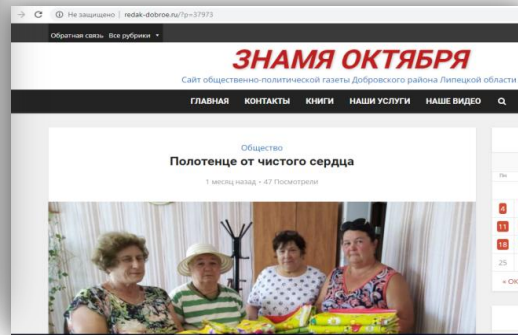 Не защищено | redak-dobroe.ru/?p=37973
Обратная связь Все рубрики
ЗНАМЯ ОКТЯБРЯ
Сайт общественно-политической газеты Добровского района Липецкой области
ГЛАВНАЯ КОНТАКТЫ КНИГИ НАШИ УСЛУГИ НАШЕ ВИДЕО
Общество
Полотенце от чистого сердца
1 месяц назад • 47 Посмотрели
Пн
4
11
18
25
« ОК